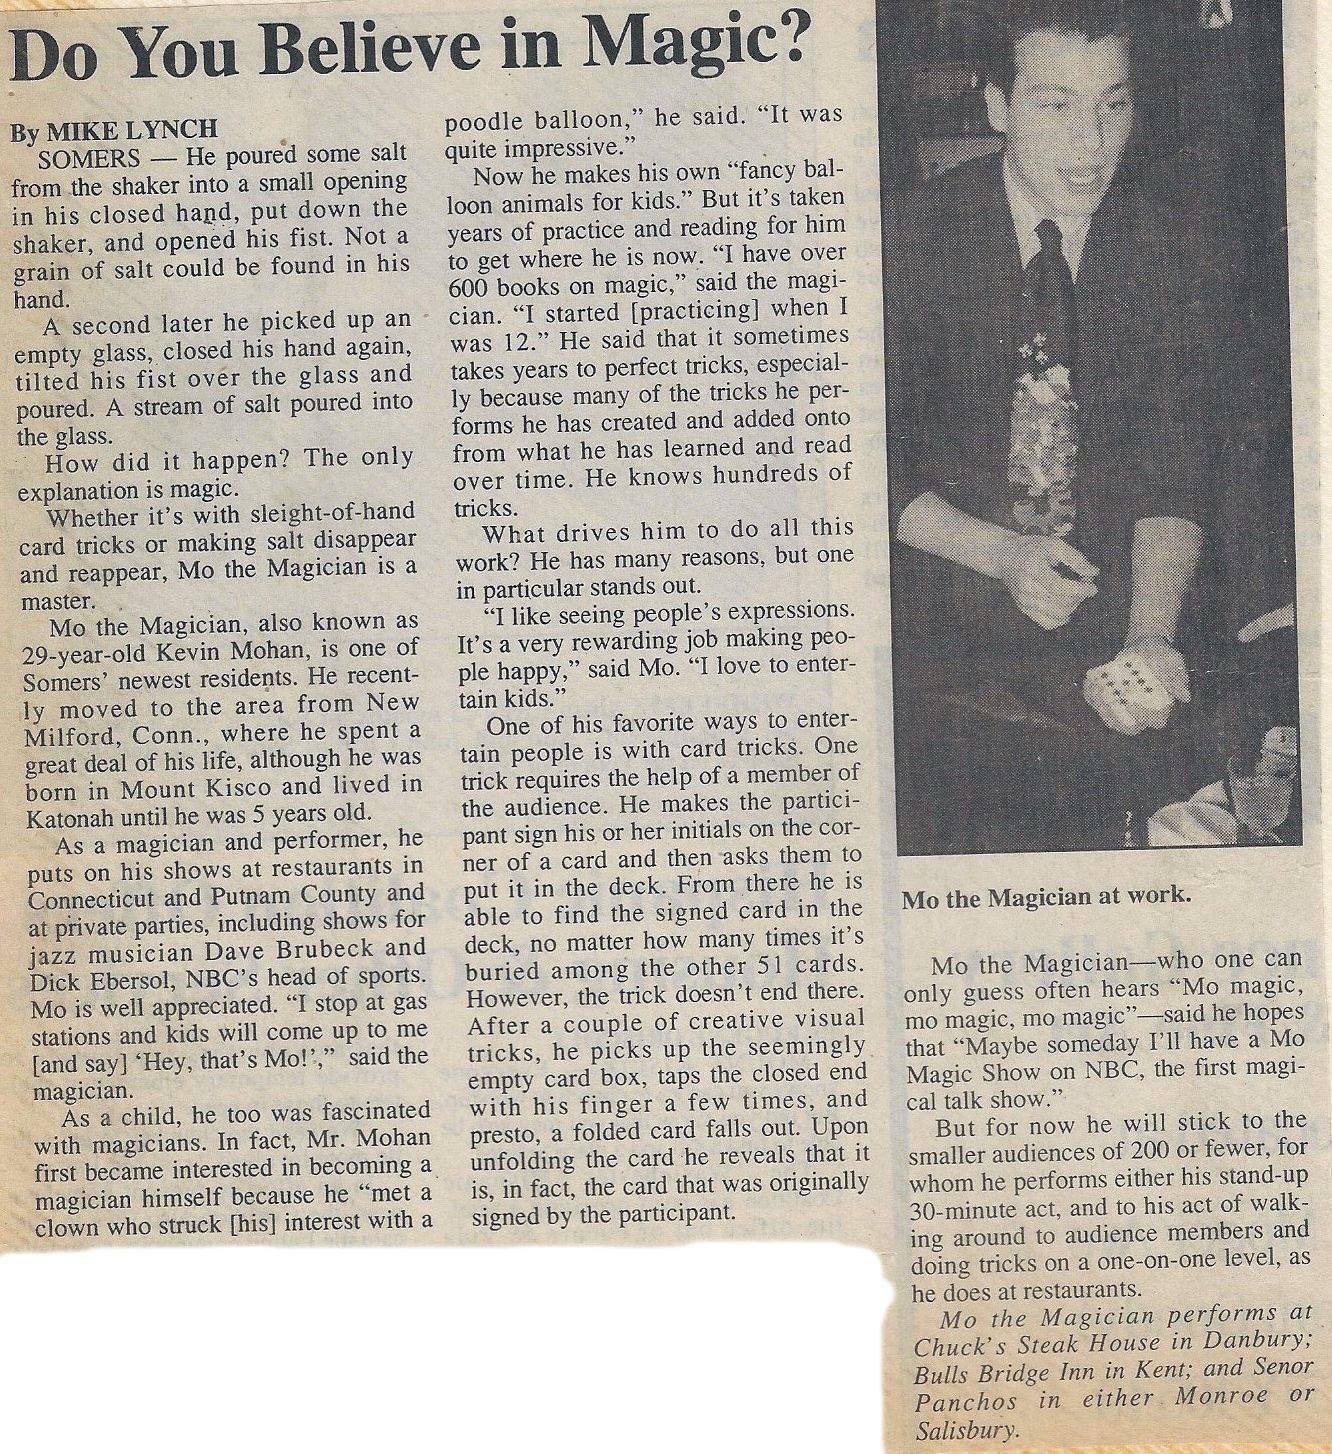 Do You Believe in Magic?
By MIKE LYNCH
SOMERS — He poured some salt
from the shaker into a small opening
in his closed hand, put down the
shaker, and opened his fist. Not a
grain of salt could be found in his
hand.
A second later he picked up an
empty glass, closed his hand again,
tilted his fist over the glass and
poured. A stream of salt poured into
the glass.
How did it happen? The only
explanation is magic.
Whether it's with sleight-of-hand
card tricks or making salt disappear
and reappear, Mo the Magician is a
master.
Mo the Magician, also known as
29-year-old Kevin Mohan, is one of
Somers' newest residents. He recent-
ly moved to the area from New
Milford, Conn., where he spent a
great deal of his life, although he was
born in Mount Kisco and lived in
Katonah until he was 5 years old.
As a magician and performer, he
puts on his shows at restaurants in
Connecticut and Putnam County and
at private parties, including shows for
jazz musician Dave Brubeck and
Dick Ebersol, NBC's head of sports.
Mo is well appreciated. "I stop at gas
stations and kids will come up to me
[and say] 'Hey, that's Mo!'," said the
magician.
As a child, he too was fascinated
with magicians. In fact, Mr. Mohan
first became interested in becoming a
magician himself because he "met a
clown who struck [his] interest with a
poodle balloon," he said. "It was
quite impressive."
Now he makes his own "fancy bal-
loon animals for kids." But it's taken
years of practice and reading for him
to get where he is now. "I have over
600 books on magic," said the magi-
cian. "I started [practicing] when I
was 12." He said that it sometimes
takes years to perfect tricks, especial-
ly because many of the tricks he per-
forms he has created and added onto
from what he has learned and read
over time. He knows hundreds of
tricks.
What drives him to do all this
work? He has many reasons, but one
in particular stands out.
"I like seeing people's expressions.
It's a very rewarding job making peo-
ple happy," said Mo. "I love to enter-
tain kids."
One of his favorite ways to enter-
tain people is with card tricks. One
trick requires the help of a member of
the audience. He makes the partici-
pant sign his or her initials on the cor-
ner of a card and then asks them to
put it in the deck. From there he is
able to find the signed card in the
deck, no matter how many times it's
buried among the other 51 cards.
However, the trick doesn't end there.
After a couple of creative visual
tricks, he picks up the seemingly
empty card box, taps the closed end
with his finger a few times, and
presto, a folded card falls out. Upon
unfolding the card he reveals that it
is, in fact, the card that was originally
signed by the participant.
Mo the Magician at work.
Mo the Magician—who one can
only guess often hears "Mo magic,
mo magic, mo magic"—said he hopes
that "Maybe someday I'll have a Mo
Magic Show on NBC, the first magi-
cal talk show."
But for now he will stick to the
smaller audiences of 200 or fewer, for
whom he performs either his stand-up
30-minute act, and to his act of walk-
ing around to audience members and
doing tricks on a one-on-one level, as
he does at restaurants.
Mo the Magician performs at
Chuck's Steak House in Danbury;
Bulls Bridge Inn in Kent; and Senor
Panchos in either Monroe or
Salisbury.